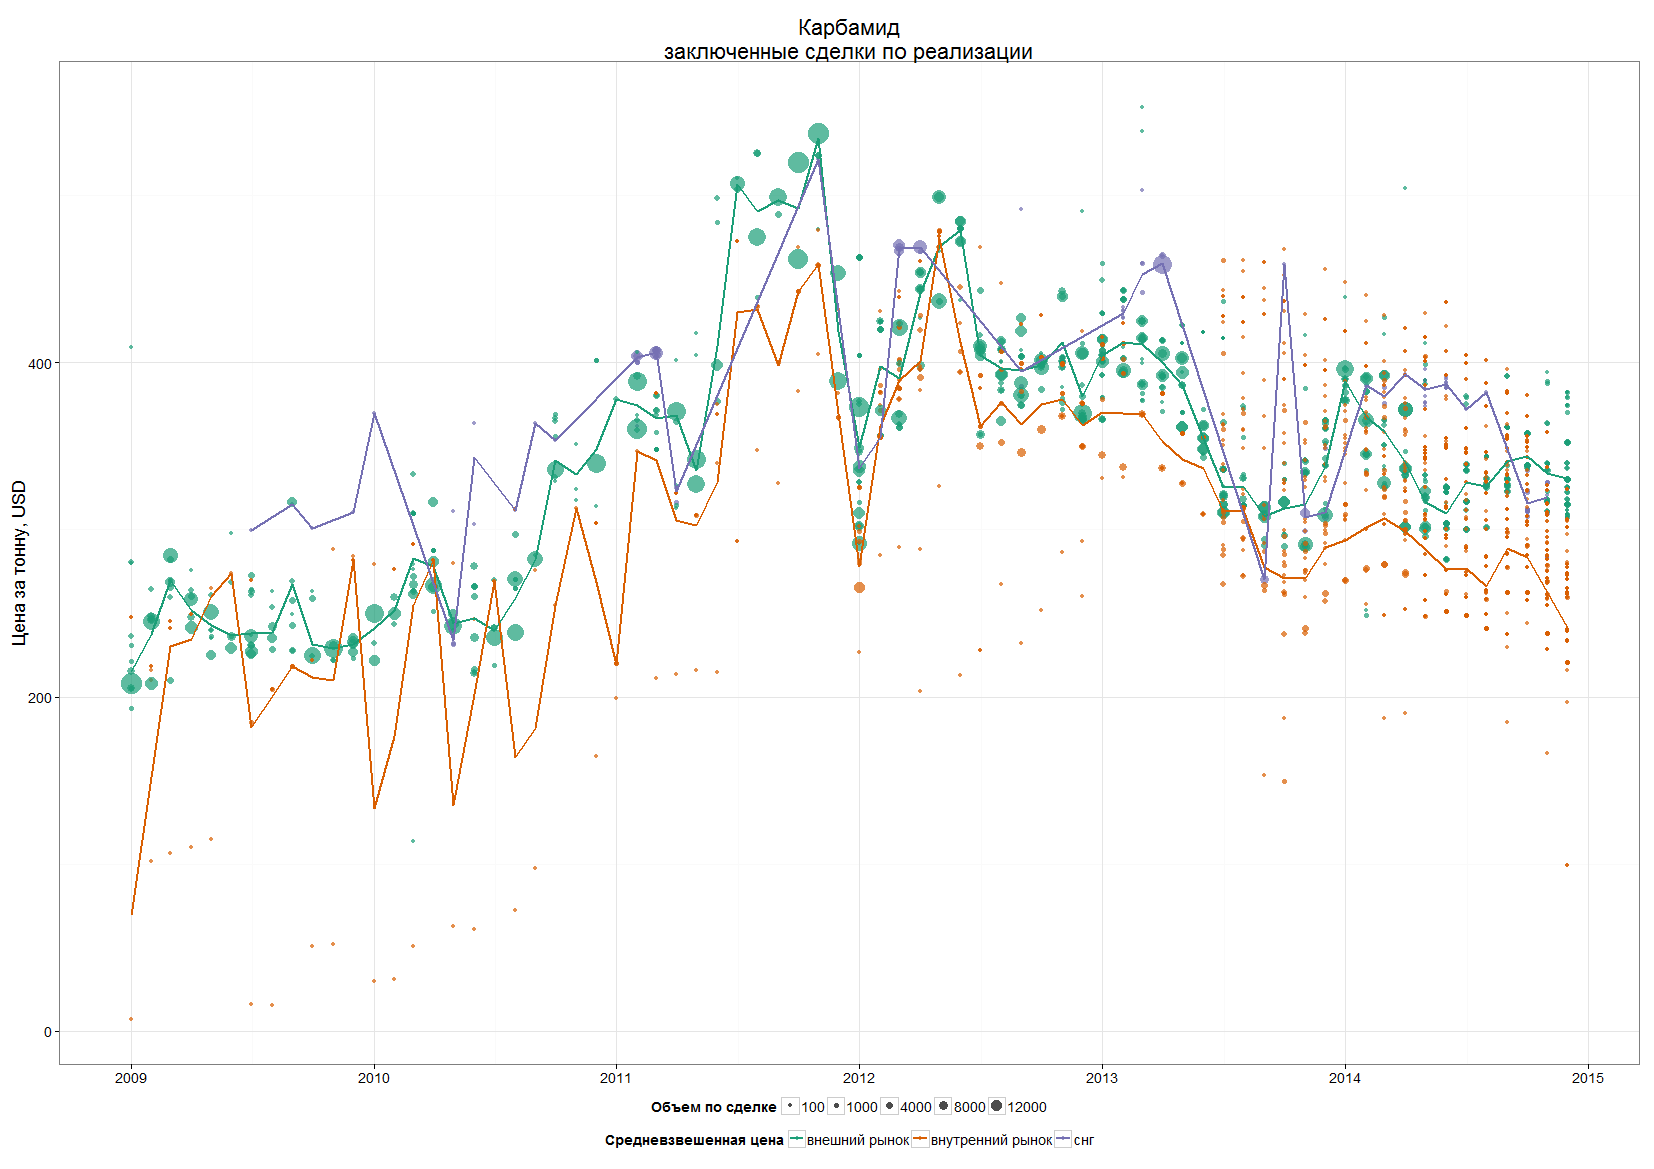 Карбамид
заключенные сделки по реализации
Цена за тонну, USD
400
200
0
2009 2010 2011 2012 2013 2014 2015
Объем по сделке 100 1000 4000 8000 12000
Средневзвешенная цена внешний рынок внутренний рынок снг